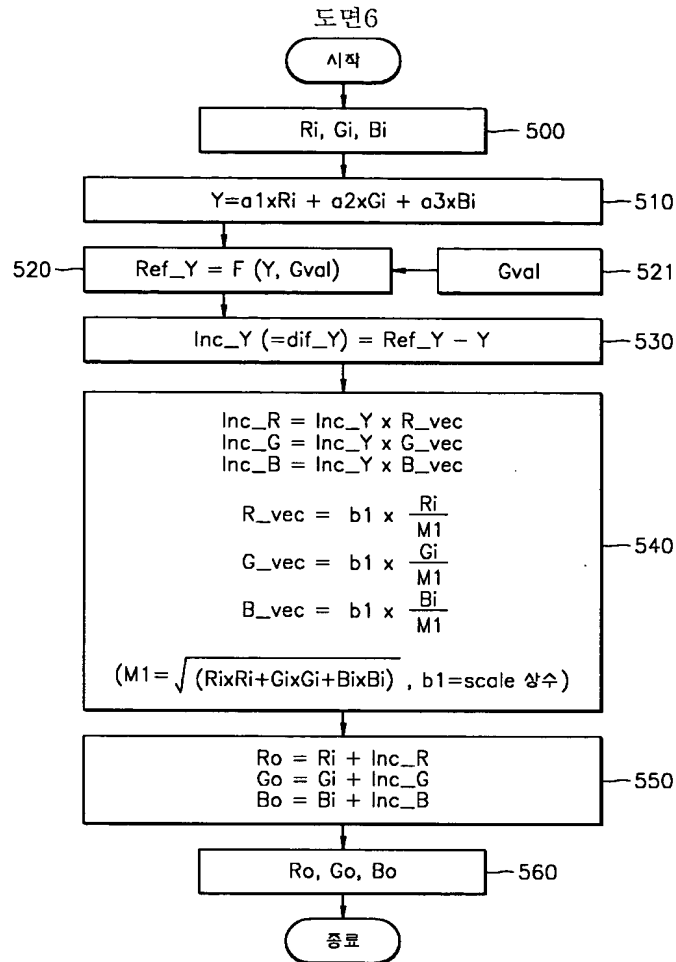 도면6
시작
Ri, Gi, Bi
500
Y=a1xRi + a2xGi + a3xBi
510
520
Ref_Y = F (Y, Gval)
Gval
521
Inc_Y (=dif_Y) = Ref_Y - Y
530
Inc_R = Inc_Y x R_vec
Inc_G = Inc_Y x G_vec
Inc_B = Inc_Y x B_vec
R_vec = b1 x Ri/M1
G_vec = b1 x Gi/M1
B_vec = b1 x Bi/M1
540
(M1=√(RixRi+GixGi+BixBi) , b1=scale 상수)
Ro = Ri + Inc_R
Go = Gi + Inc_G
Bo = Bi + Inc_B
550
Ro, Go, Bo
560
종료